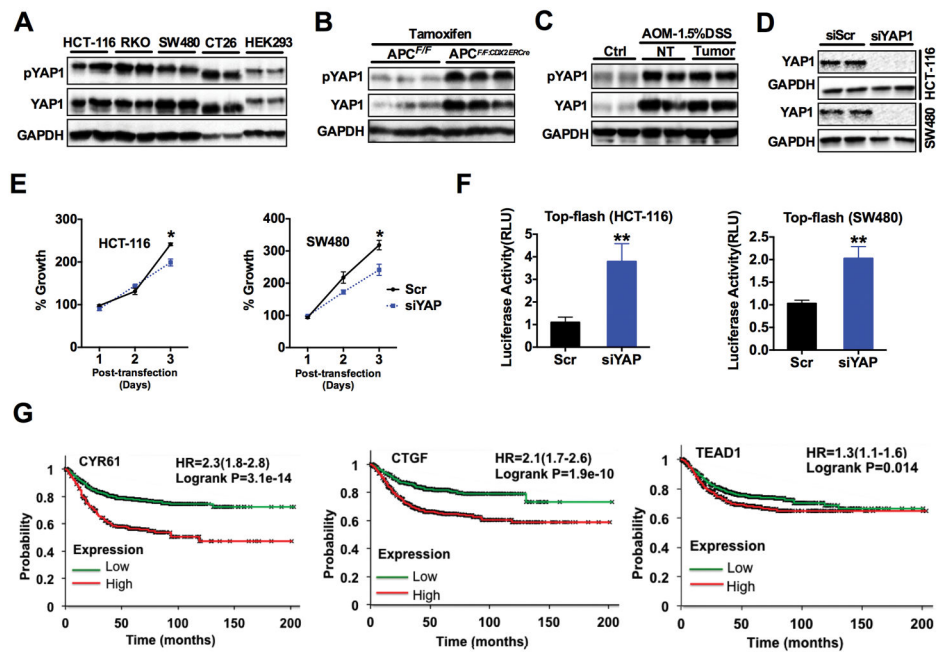 A
HCT-116 RKO SW480 CT26 HEK293
pYAP1
YAP1
GAPDH
B
Tamoxifen
APC^F/F APC^F/F:CDX2ERCre
pYAP1
YAP1
GAPDH
C
AOM-1.5%DSS
Ctrl NT Tumor
pYAP1
YAP1
GAPDH
D
siScr siYAP1
YAP1
GAPDH
HCT-116
YAP1
GAPDH
SW480
E
% Growth
300
200
100
HCT-116
*
1 2 3
Post-transfection
(Days)
% Growth
400
300
200
100
0
SW480
*
1 2 3
Post-transfection
(Days)
Scr
siYAP
F
Top-flash (HCT-116)
Luciferase Activity(RLU)
5
4
3
2
1
0
**
Scr siYAP
Top-flash (SW480)
Luciferase Activity(RLU)
2.5
2.0
1.5
1.0
0.5
0.0
**
Scr siYAP
G
CYR61
HR=2.3(1.8-2.8)
Logrank P=3.1e-14
Probability
1
0.8
0.6
0.4
0.2
0
Expression
Low
High
0 50 100 150 200
Time (months)
CTGF
HR=2.1(1.7-2.6)
Logrank P=1.9e-10
Probability
1
0.8
0.6
0.4
0.2
0
Expression
Low
High
0 50 100 150 200
Time (months)
TEAD1
HR=1.3(1.1-1.6)
Logrank P=0.014
Probability
1
0.8
0.6
0.4
0.2
0
Expression
Low
High
0 50 100 150 200
Time (months)